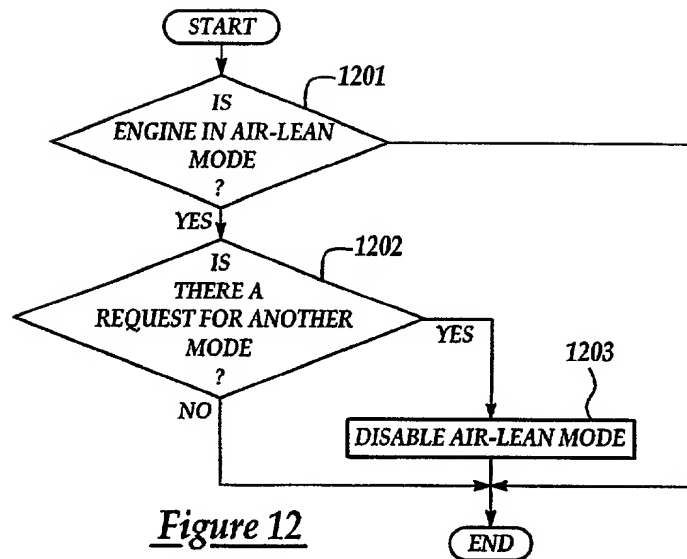 START
1201
IS
ENGINE IN AIR-LEAN
MODE
?
YES
1202
IS
THERE A
REQUEST FOR ANOTHER
MODE
?
YES
NO
1203
DISABLE AIR-LEAN MODE
Figure 12
END